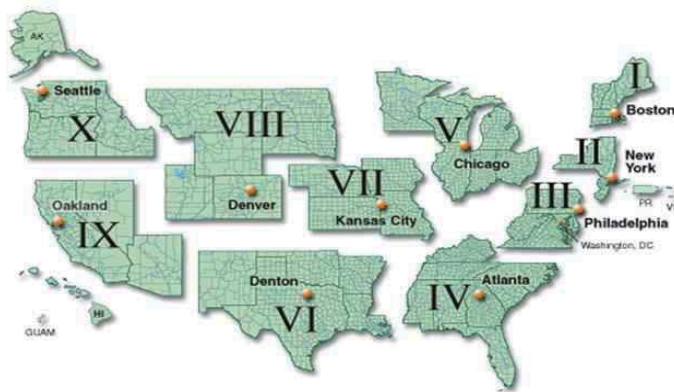 AK
Seattle
X
VIII
V
Chicago
I
Boston
II
New
York
PR
III
Philadelphia
Washington, DC
VII
Kansas City
Denver
Oakland
IX
HI
GUAM
Denton
VI
Atlanta
IV